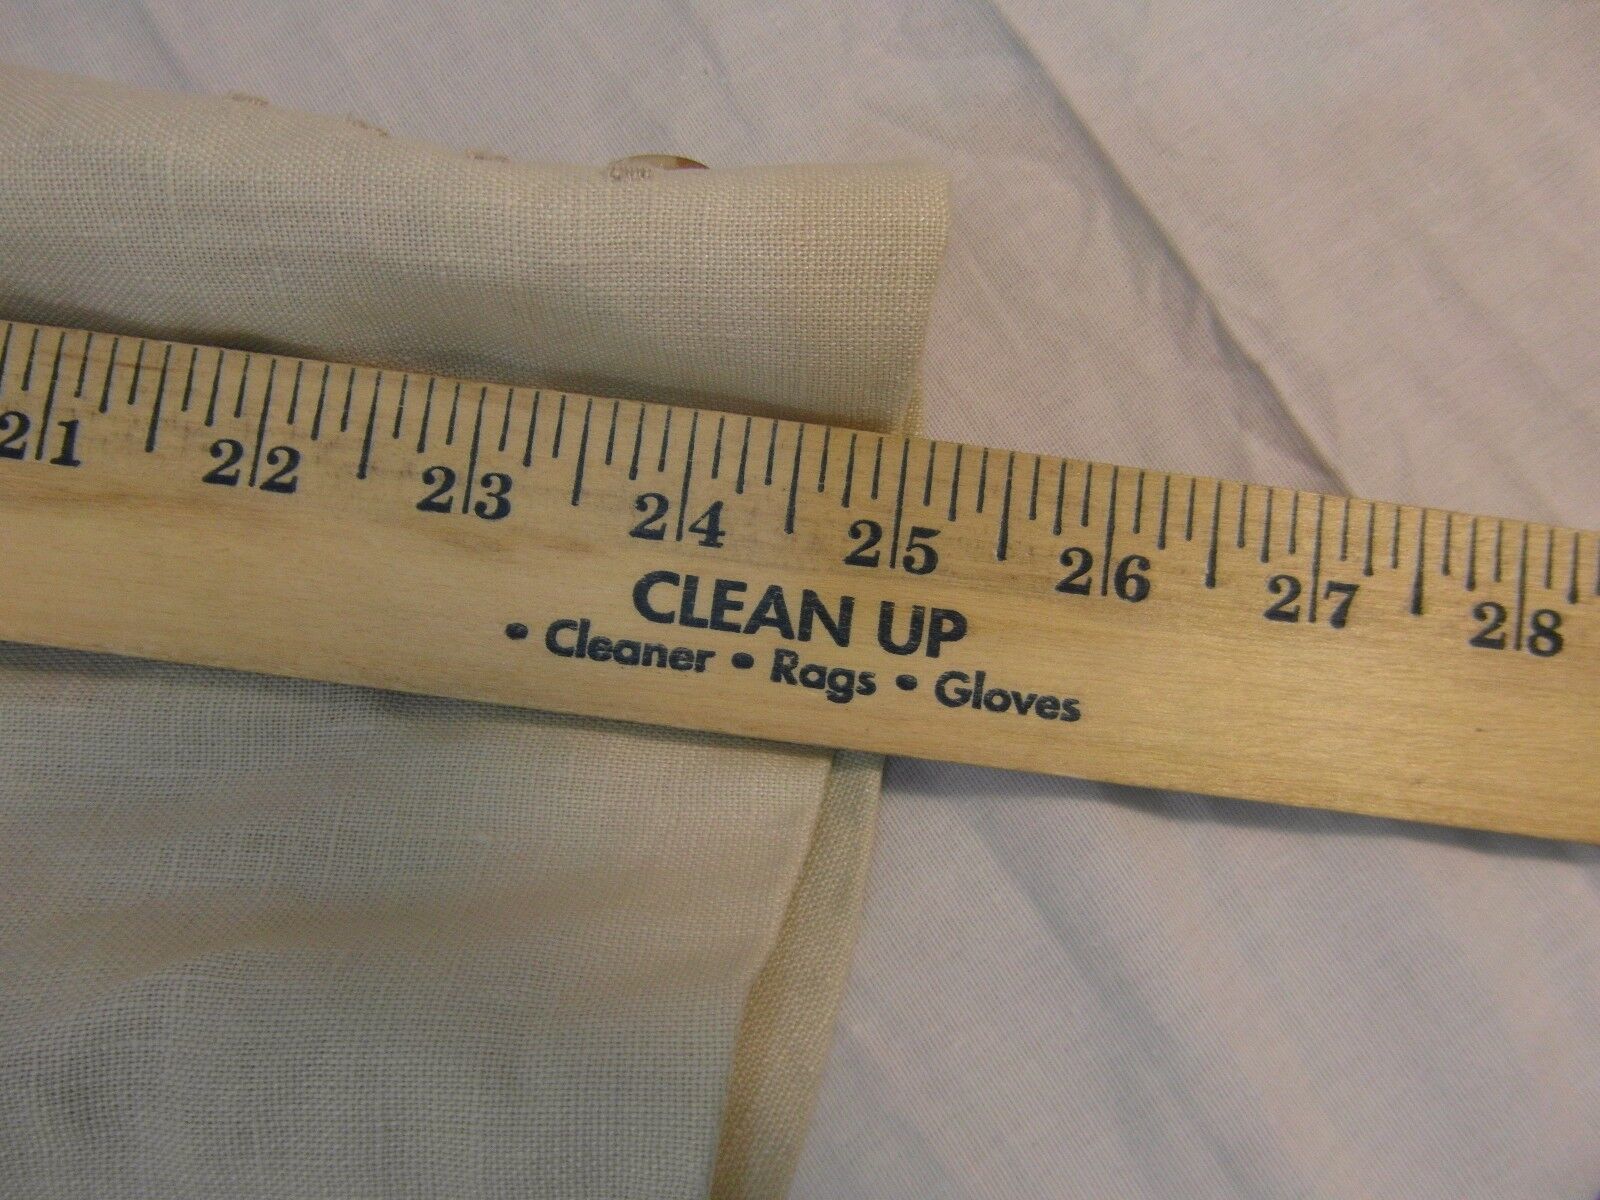 21 22 23 24 25 26 27 28
CLEAN UP
• Cleaner • Rags • Gloves